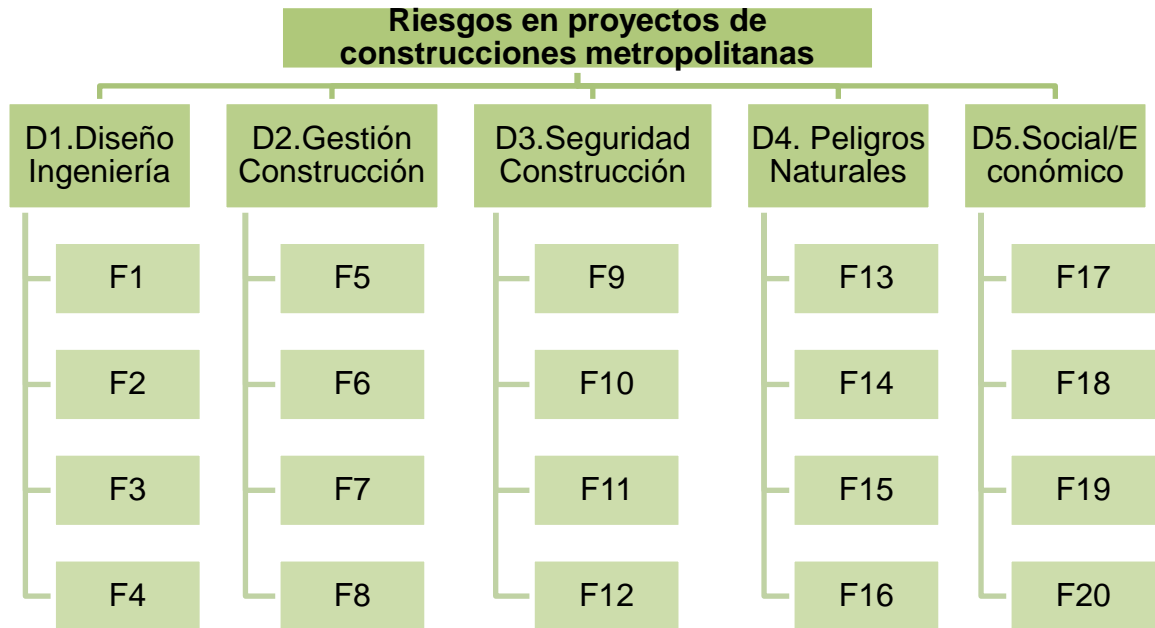 Riesgos en proyectos de
construcciones metropolitanas
D1.Diseño
Ingeniería
F1
F2
F3
F4
D2.Gestión
Construcción
F5
F6
F7
F8
D3.Seguridad
Construcción
F9
F10
F11
F12
D4. Peligros
Naturales
F13
F14
F15
F16
D5.Social/E
conómico
F17
F18
F19
F20